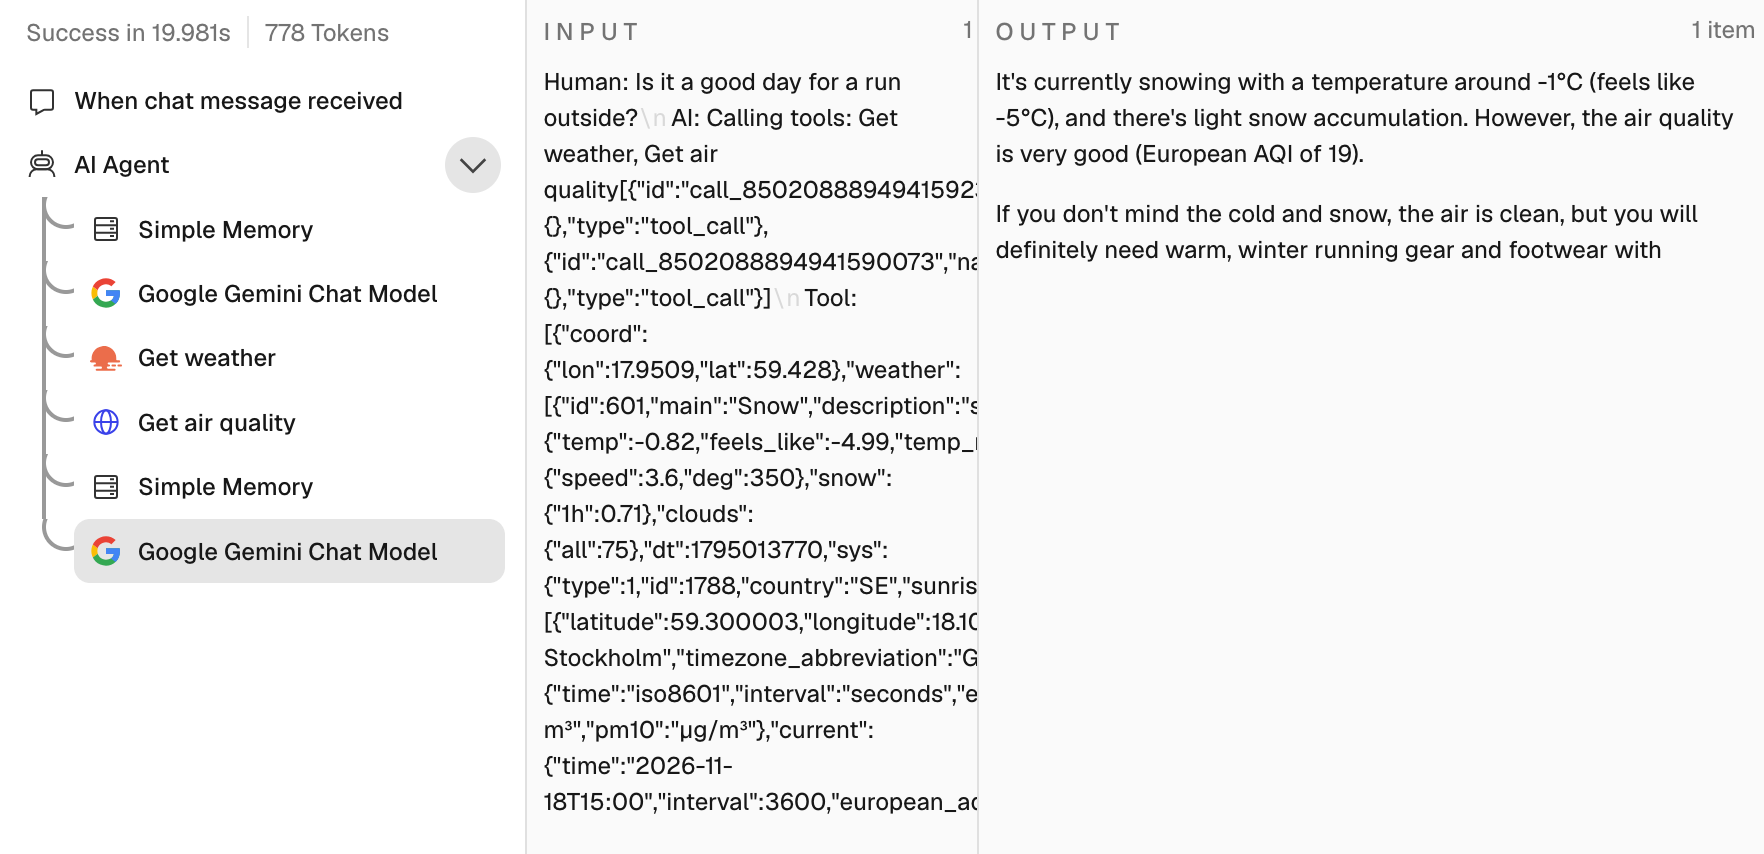 Success in 19.981s
778 Tokens
When chat message received
AI Agent
Simple Memory
Google Gemini Chat Model
Get weather
Get air quality
Simple Memory
Google Gemini Chat Model
INPUT
1
Human: Is it a good day for a run
outside?\n AI: Calling tools: Get
weather, Get air
quality[{"id":"call_8502088894941592
{},"type":"tool_call"},
{"id":"call_8502088894941590073","na
{},"type":"tool_call"}]\n Tool:
[{"coord":
{"lon":17.9509,"lat":59.428},"weather":
[{"id":601,"main":"Snow","description":"s
{"temp":-0.82,"feels_like":-4.99,"temp_
{"speed":3.6,"deg":350},"snow":
{"1h":0.71},"clouds":
{"all":75},"dt":1795013770,"sys":
{"type":1,"id":1788,"country":"SE","sunris
[{"latitude":59.300003,"longitude":18.10
Stockholm","timezone_abbreviation":"G
{"time":"iso8601","interval":"seconds","e
m³","pm10":"μg/m³"},"current":
{"time":"2026-11-
18T15:00","interval":3600,"european_a
OUTPUT
1 item
It's currently snowing with a temperature around -1°C (feels like
-5°C), and there's light snow accumulation. However, the air quality
is very good (European AQI of 19).
If you don't mind the cold and snow, the air is clean, but you will
definitely need warm, winter running gear and footwear with